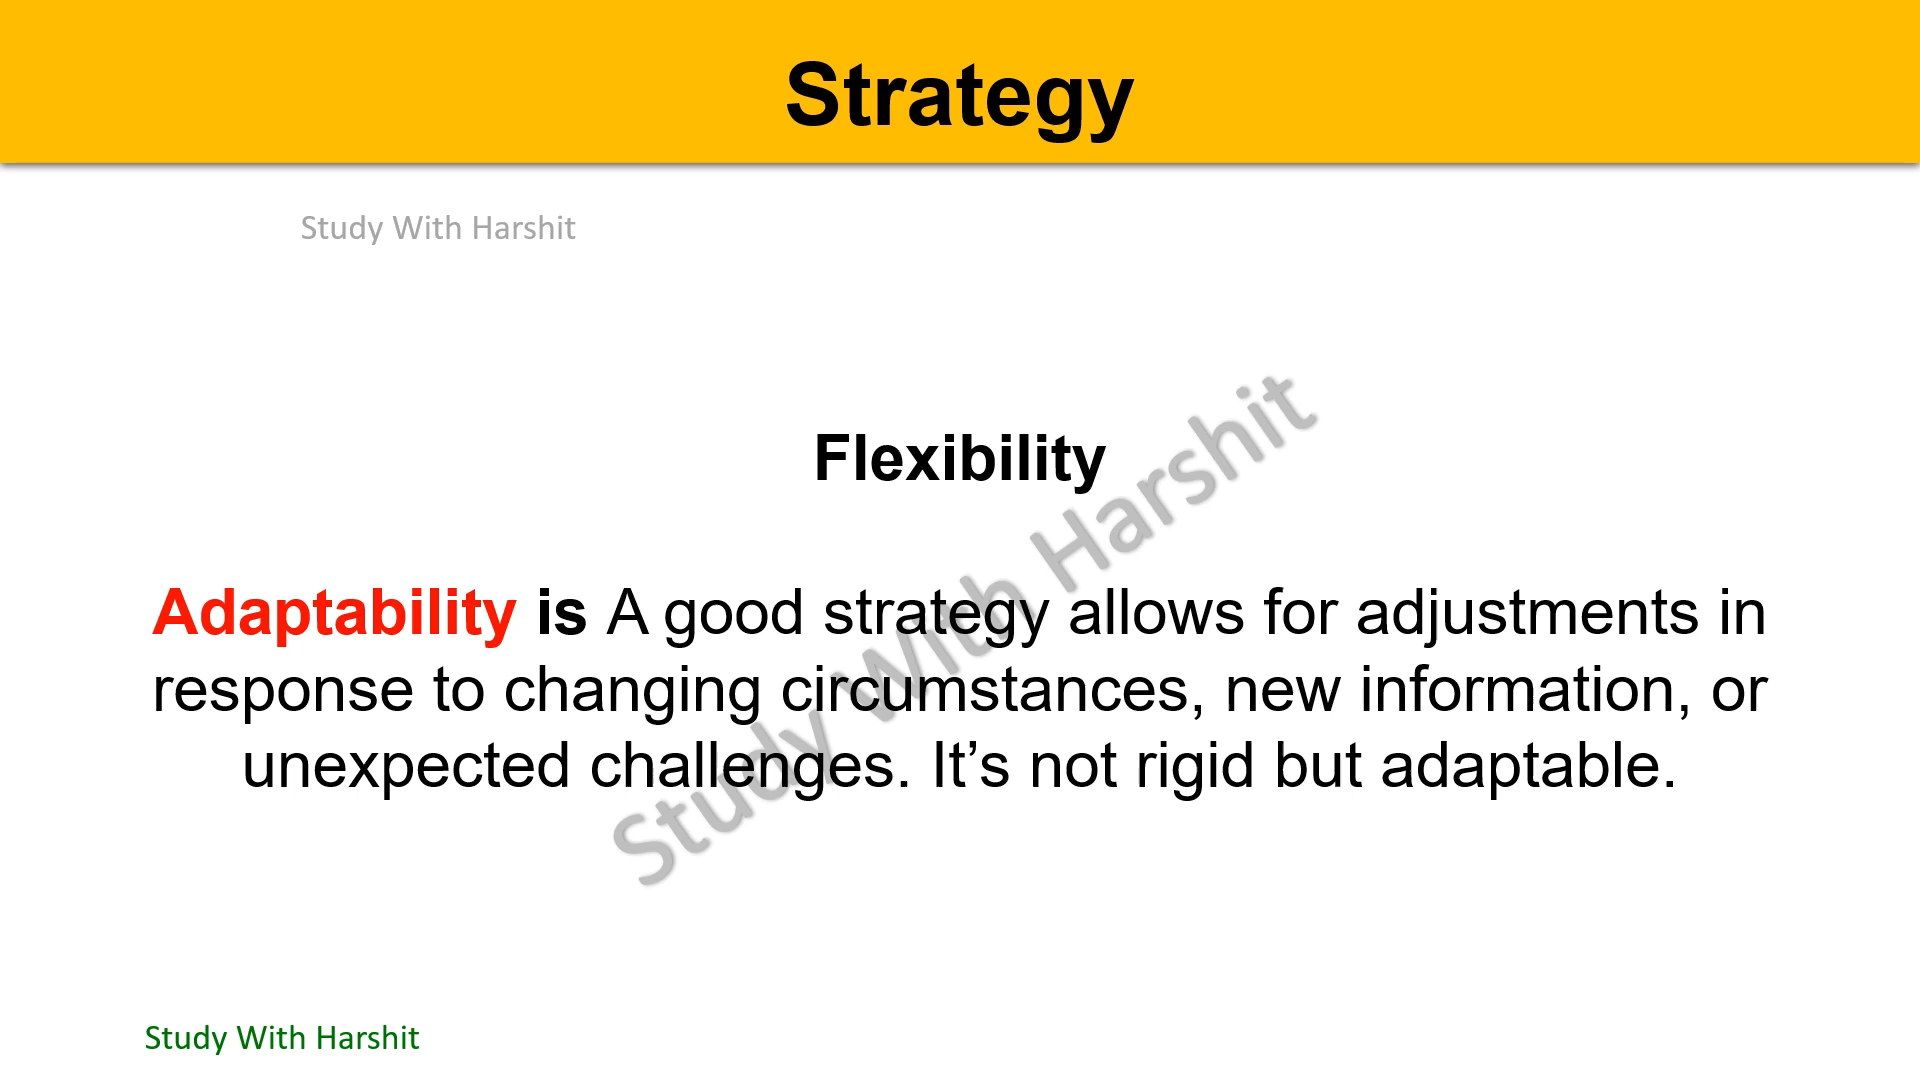 Strategy
Study With Harshit
Flexibility
Adaptability is A good strategy allows for adjustments in
response to changing circumstances, new information, or
unexpected challenges. It’s not rigid but adaptable.
Study With Harshit
Study With Harshit